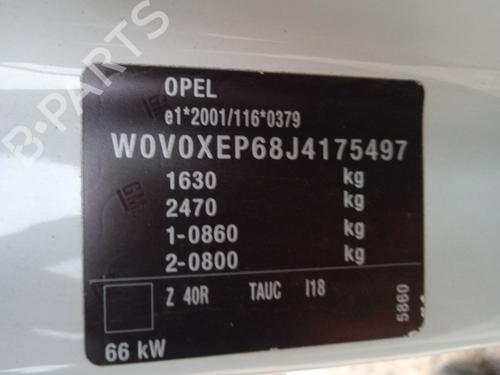 OPEL
e1*2001/116*0379
W0V0XEP68J4175497
1630 kg
2470 kg
1-0860 kg
2-0800 kg
Z 40R TAUC I18
66 kW
5860